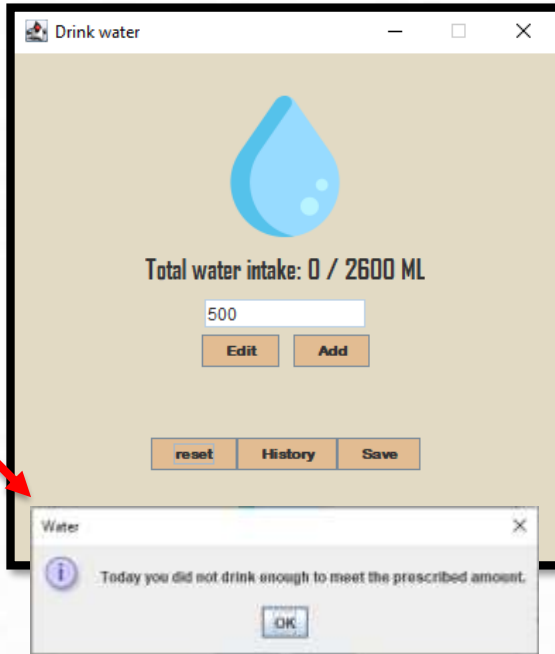 Drink water
Total water intake: 0 / 2600 ML
500
Edit Add
reset History Save
Water
Today you did not drink enough to meet the prescribed amount.
OK